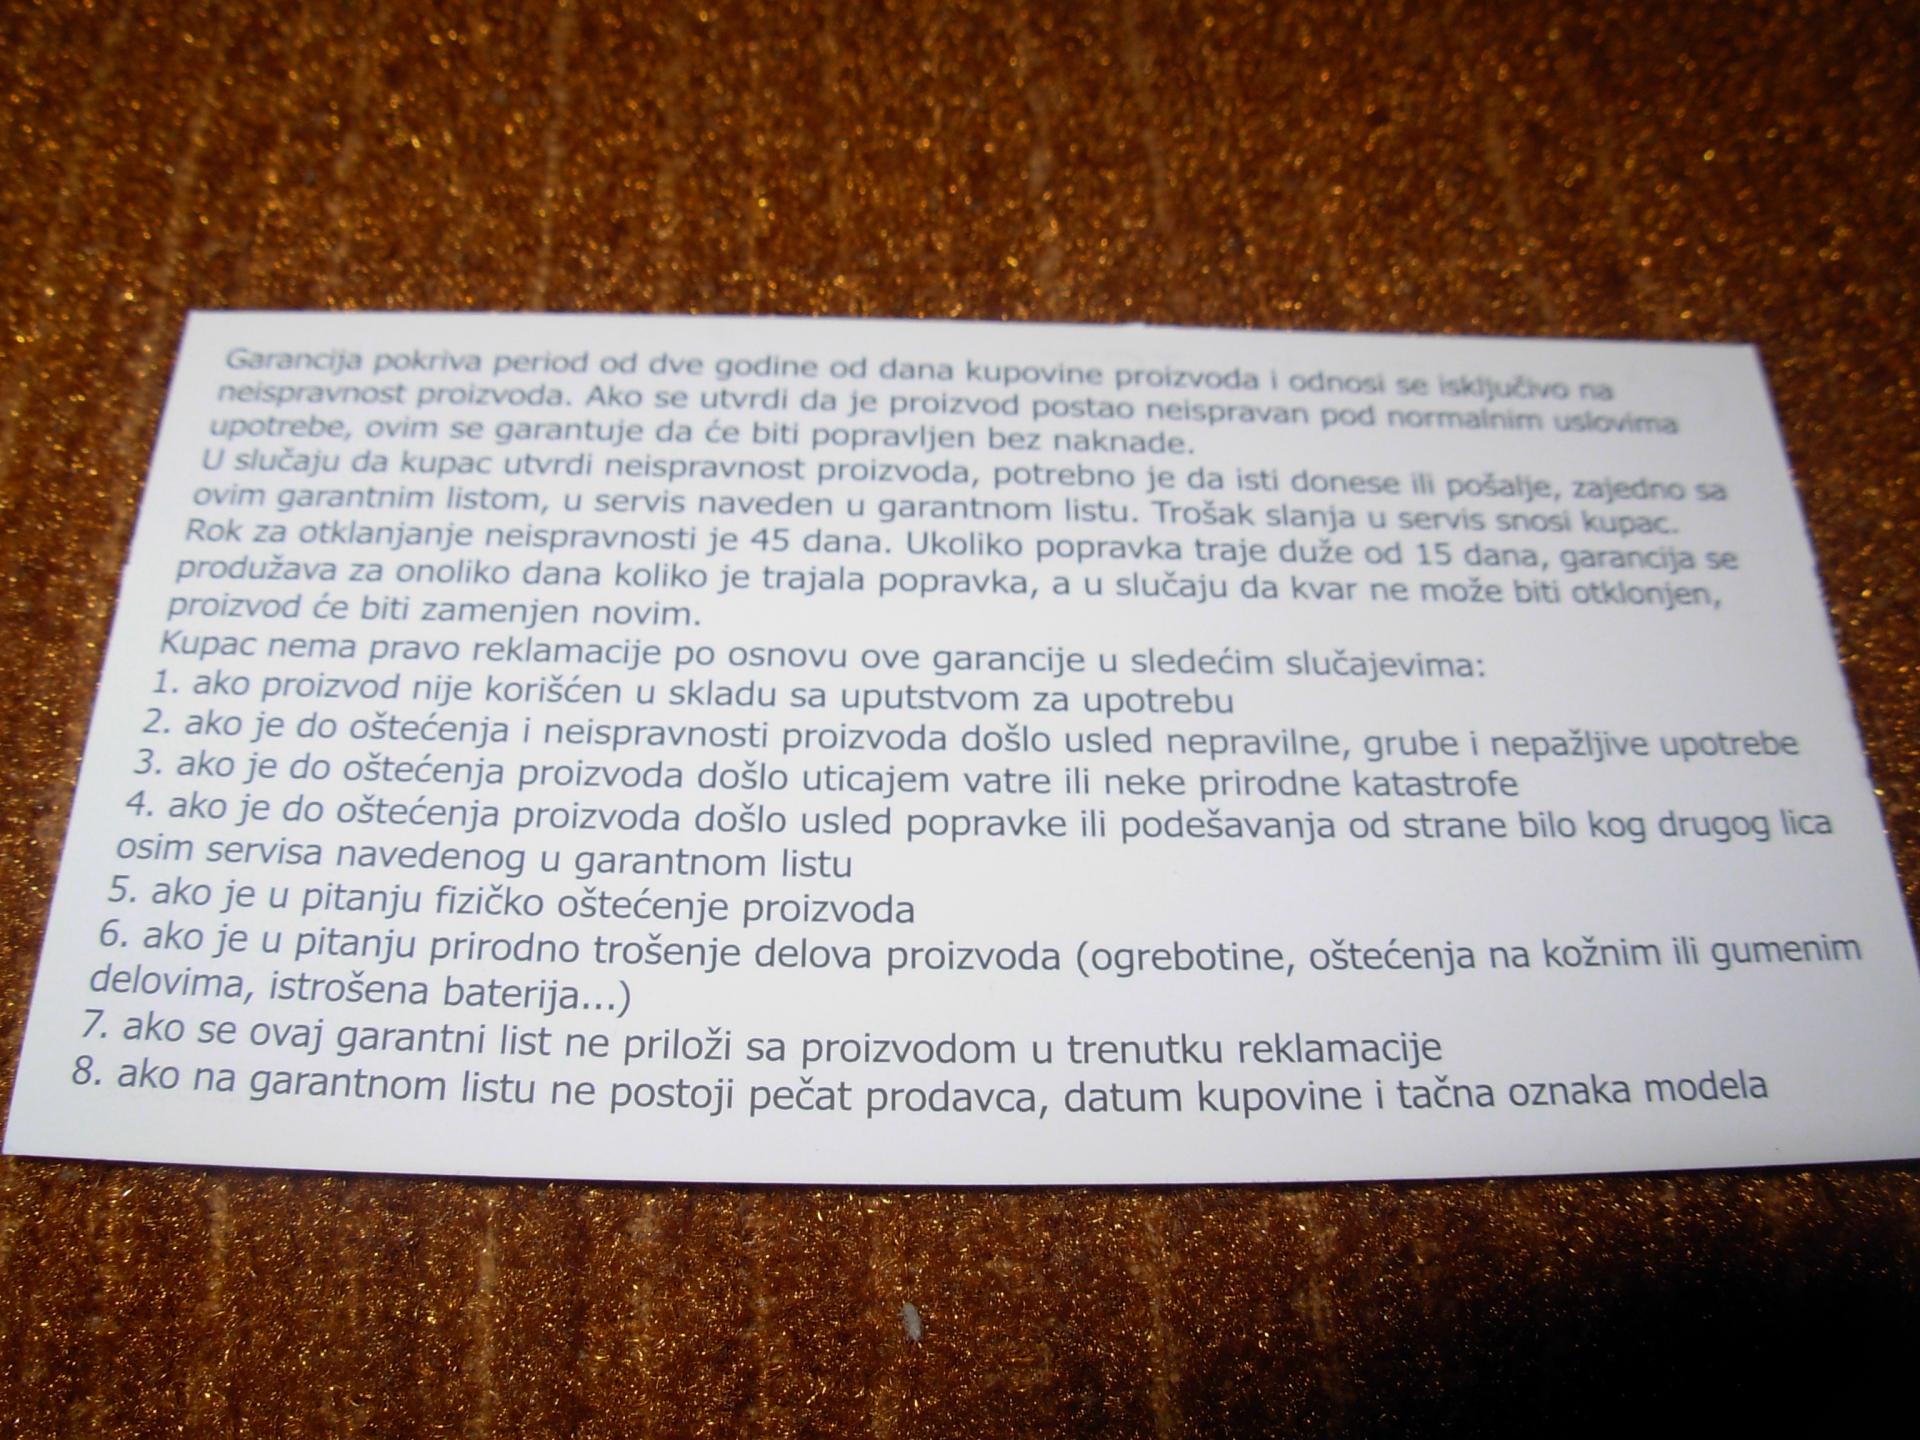 Garancija pokriva period od dve godine od dana kupovine proizvoda i odnosi se isključivo na
neispravnost proizvoda. Ako se utvrdi da je proizvod postao neispravan pod normalnim uslovima
upotrebe, ovim se garantuje da će biti popravljen bez naknade.
U slučaju da kupac utvrdi neispravnost proizvoda, potrebno je da isti donese ili pošalje, zajedno sa
ovim garantnim listom, u servis naveden u garantnom listu. Trošak slanja u servis snosi kupac.
Rok za otklanjanje neispravnosti je 45 dana. Ukoliko popravka traje duže od 15 dana, garancija se
produžava za onoliko dana koliko je trajala popravka, a u slučaju da kvar ne može biti otklonjen,
proizvod će biti zamenjen novim.
Kupac nema pravo reklamacije po osnovu ove garancije u sledećim slučajevima:
1. ako proizvod nije korišćen u skladu sa uputstvom za upotrebu
2. ako je do oštećenja i neispravnosti proizvoda došlo usled nepravilne, grube i nepažljive upotrebe
3. ako je do oštećenja proizvoda došlo uticajem vatre ili neke prirodne katastrofe
4. ako je do oštećenja proizvoda došlo usled popravke ili podešavanja od strane bilo kog drugog lica
osim servisa navedenog u garantnom listu
5. ako je u pitanju fizičko oštećenje proizvoda
6. ako je u pitanju prirodno trošenje delova proizvoda (ogrebotine, oštećenja na kožnim ili gumenim
delovima, istrošena baterija...)
7. ako se ovaj garantni list ne priloži sa proizvodom u trenutku reklamacije
8. ako na garantnom listu ne postoji pečat prodavca, datum kupovine i tačna oznaka modela